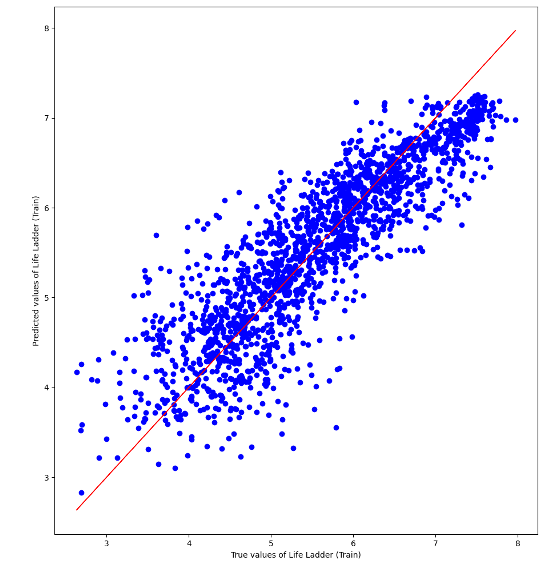 8
7
6
5
4
3
Predicted values of Life Ladder (Train)
3 4 5 6 7 8
True values of Life Ladder (Train)